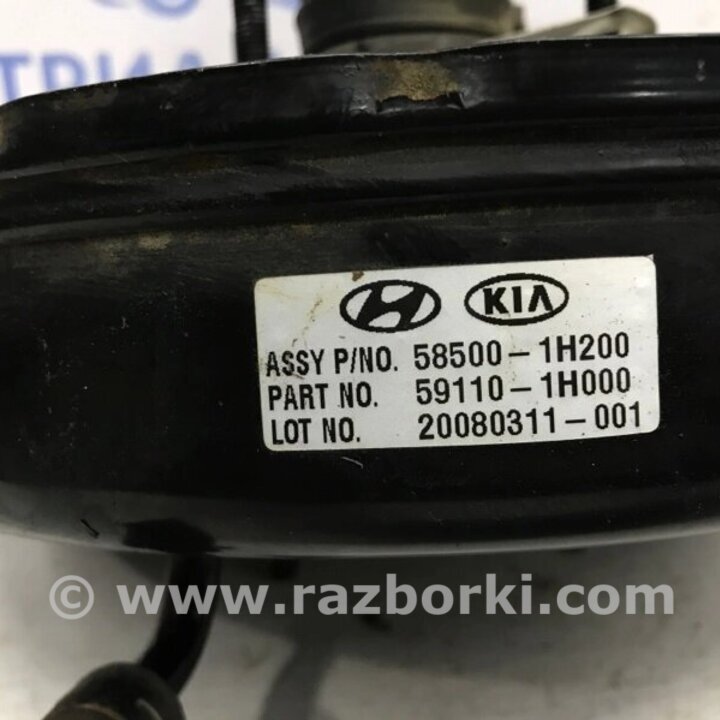 KIA
ASSY P/NO. 58500-1H200
PART NO. 59110-1H000
LOT NO. 20080311-001
© www.razborki.com